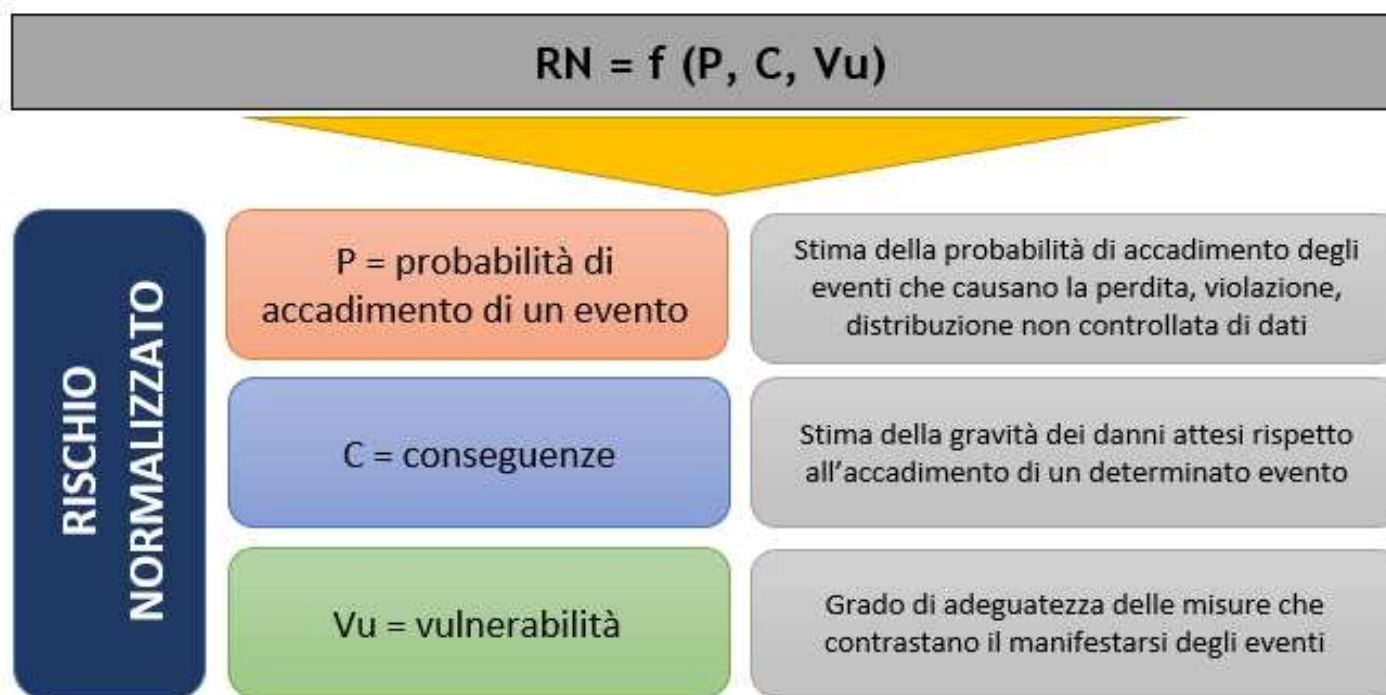 RN = f (P, C, Vu)
RISCHIO
NORMALIZZATO
P = probabilità di
accadimento di un evento
Stima della probabilità di accadimento degli
eventi che causano la perdita, violazione,
distribuzione non controllata di dati
C = conseguenze
Stima della gravità dei danni attesi rispetto
all'accadimento di un determinato evento
Vu = vulnerabilità
Grado di adeguatezza delle misure che
contrastano il manifestarsi degli eventi